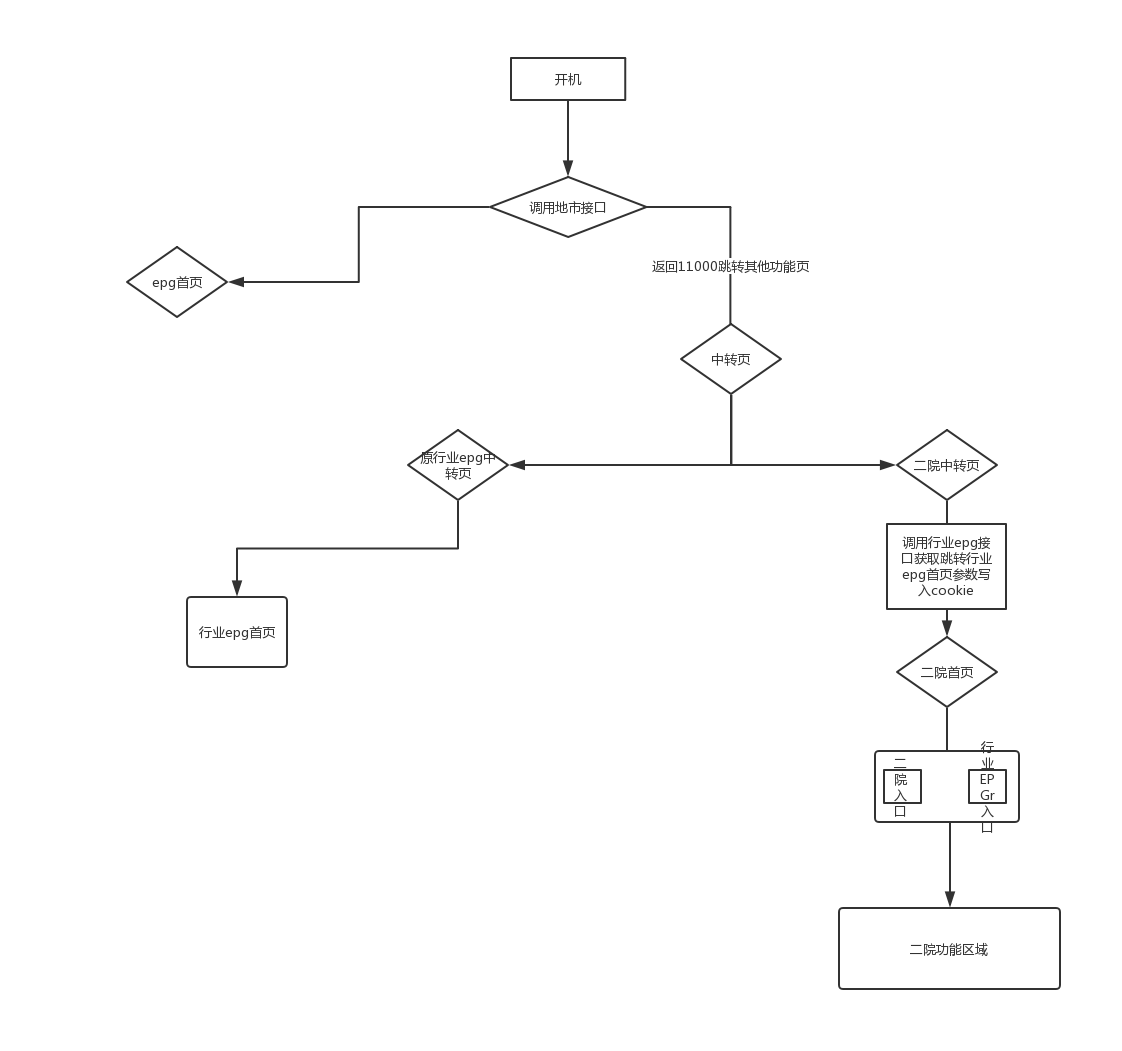 开机
调用地市接口
返回11000跳转其他功能页
epg首页
中转页
原行业epg中
转页
二院中转页
调用行业epg接
口获取跳转行业
epg首页参数写
入cookie
行业epg首页
二院首页
二
院
入
口
行
业
EP
Gr
入
口
二院功能区域